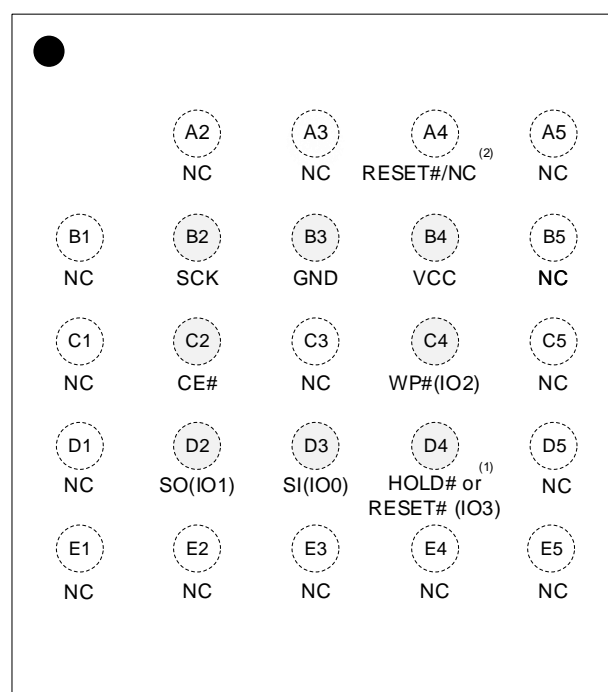 A2 A3 A4 A5
NC NC RESET#/NC (2) NC
B1 B2 B3 B4 B5
NC SCK GND VCC NC
C1 C2 C3 C4 C5
NC CE# NC WP#(IO2) NC
D1 D2 D3 D4 D5
NC SO(IO1) SI(IO0) HOLD# or (1) NC
RESET# (IO3)
E1 E2 E3 E4 E5
NC NC NC NC NC